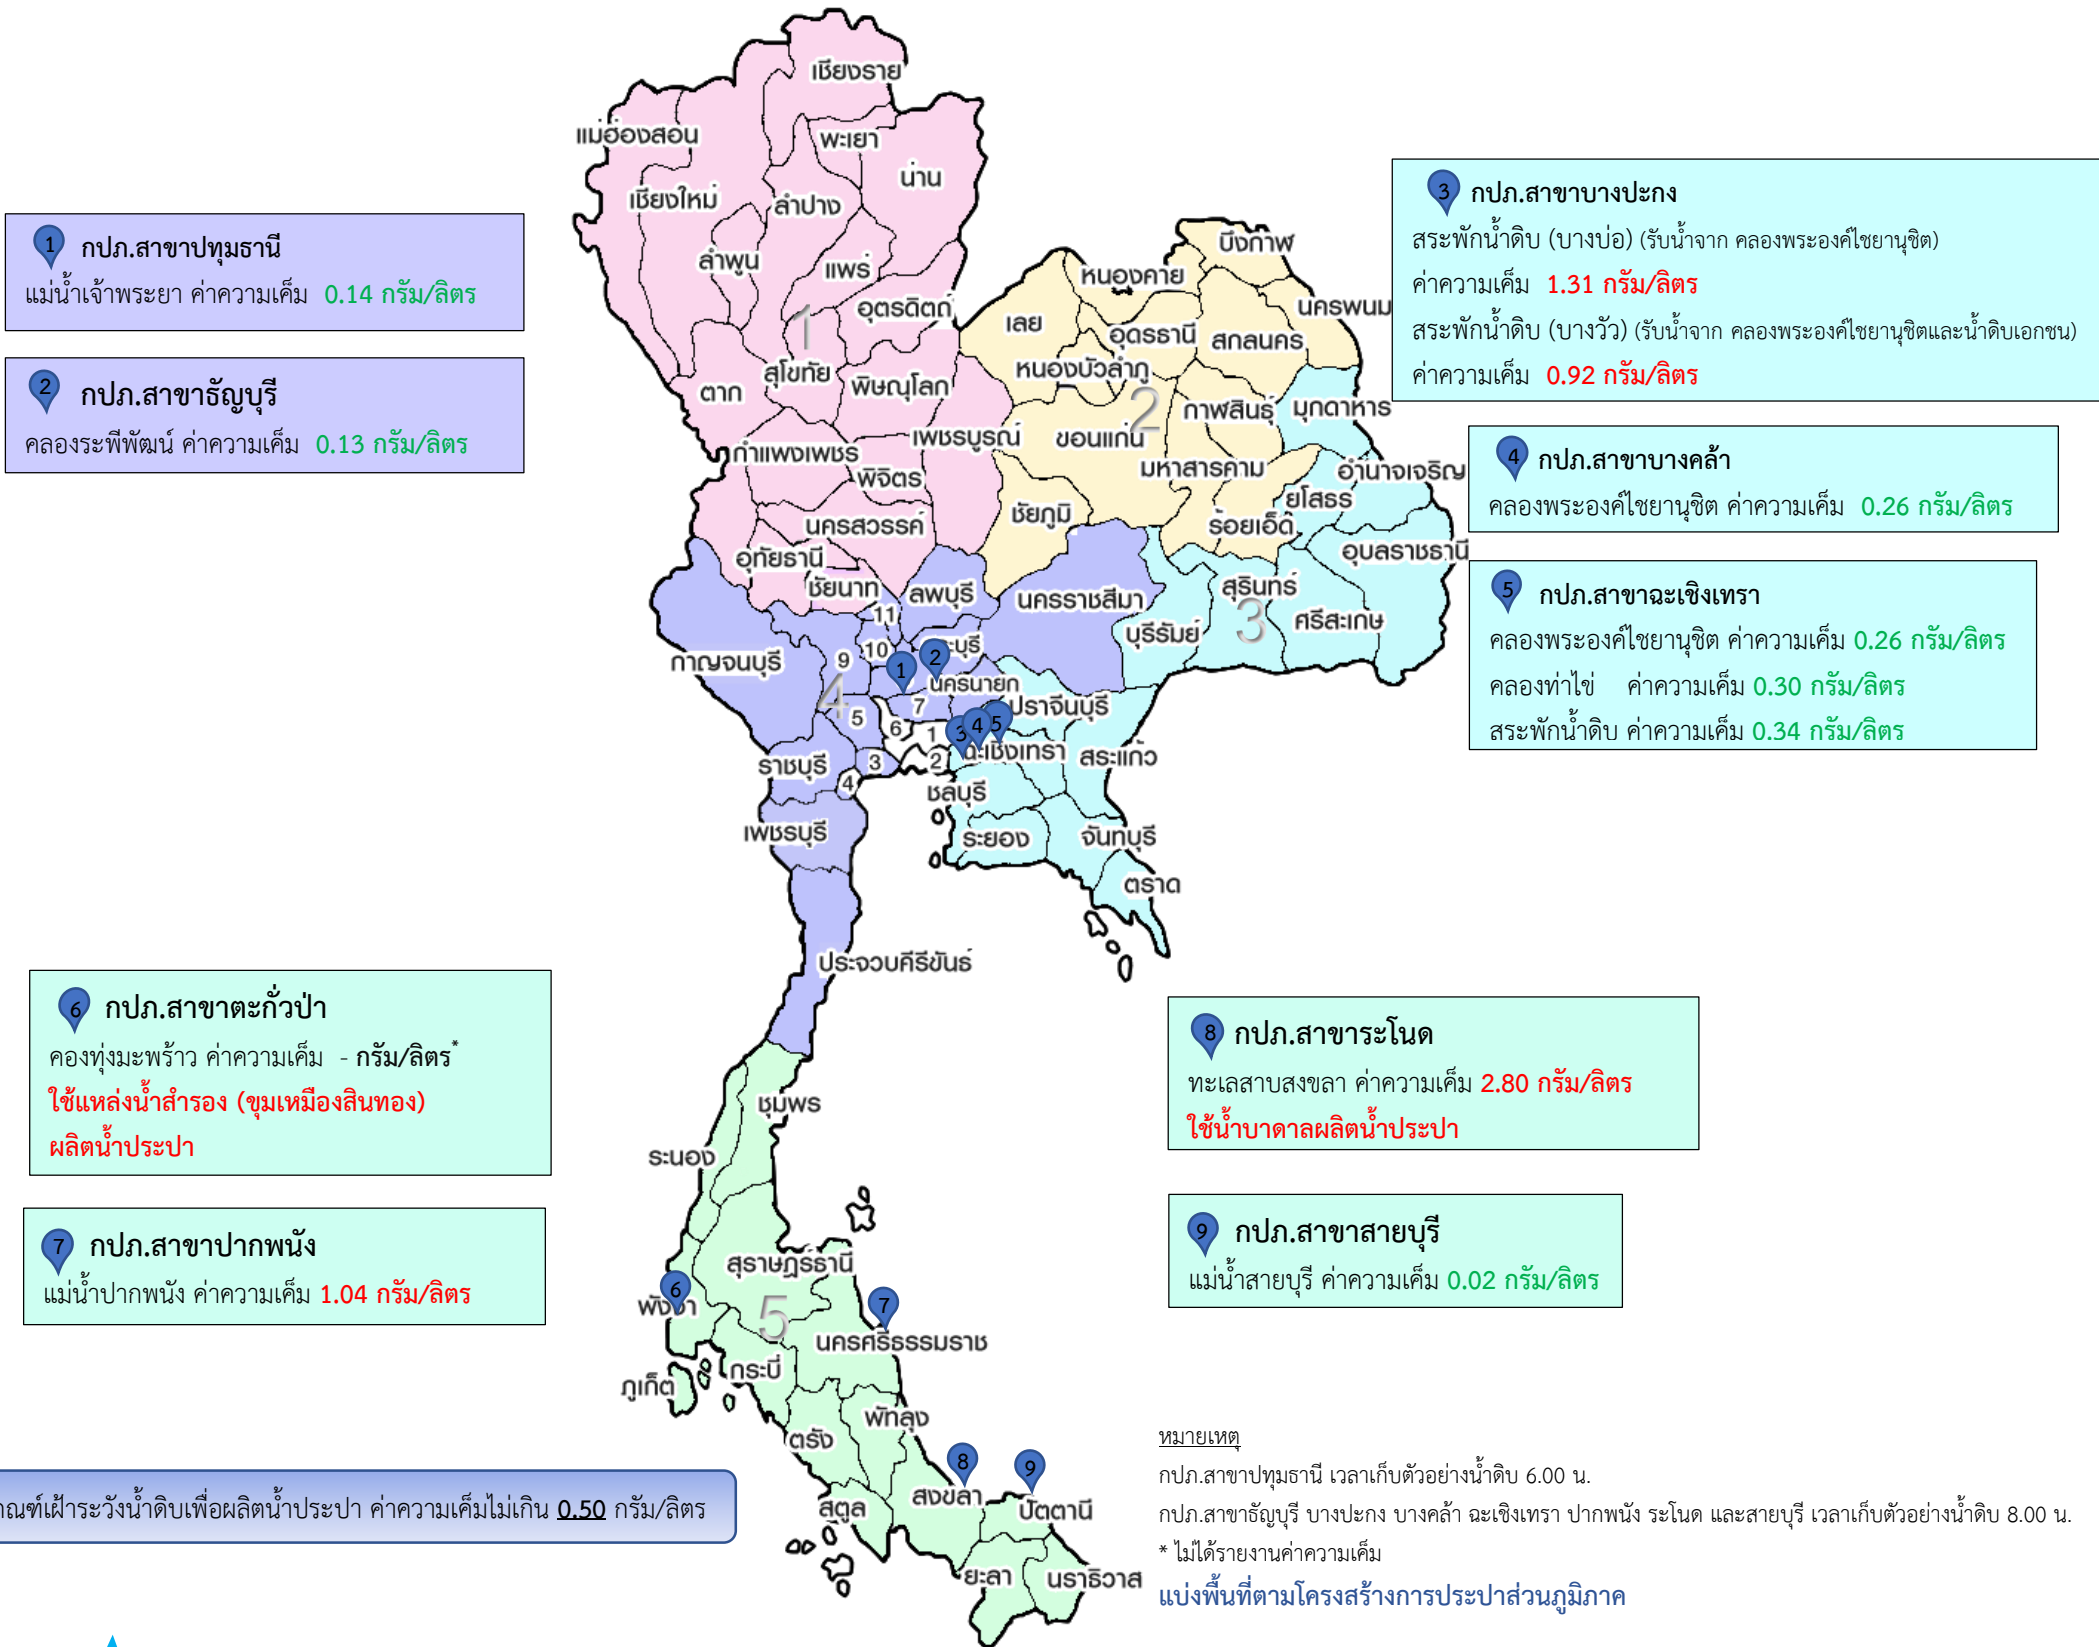 เชียงราย
แม่ฮ่องสอน
พะเยา
น่าน
เชียงใหม่
ลำปาง
ลำพูน
แพร่
อุตรดิตถ์
1
สุโขทัย
ตาก
พิษณุโลก
เพชรบูรณ์
กำแพงเพชร
พิจิตร
นครสวรรค์
อุทัยธานี
ชัยนาท
บึงกาฬ
หนองคาย
นครพนม
เลย
อุดรธานี
สกลนคร
หนองบัวลำภู
2
กาฬสินธุ์
มุกดาหาร
ขอนแก่น
มหาสารคาม
อำนาจเจริญ
ยโสธร
ชัยภูมิ
ร้อยเอ็ด
อุบลราชธานี
สุรินทร์
3
ศรีสะเกษ
บุรีรัมย์
นครราชสีมา
ลพบุรี
11
10
ะบุรี
9
กาญจนบุรี
4
1
2
นครนายก
7
5
6
1
ปราจีนบุรี
3
4
5
ฉะเชิงเทรา
สระแก้ว
ราชบุรี
3
2
4
ชลบุรี
เพชรบุรี
ระยอง
จันทบุรี
ตราด
ประจวบคีรีขันธ์
ชุมพร
ระนอง
สุราษฎร์ธานี
6
พังงา
5
7
นครศรีธรรมราช
กระบี่
ภูเก็ต
พัทลุง
ตรัง
8
9
สงขลา
สตูล
ปัตตานี
ยะลา
นราธิวาส
1 กปภ.สาขาปทุมธานี
แม่น้ำเจ้าพระยา ค่าความเค็ม 0.14 กรัม/ลิตร
2 กปภ.สาขาธัญบุรี
คลองระพีพัฒน์ ค่าความเค็ม 0.13 กรัม/ลิตร
3 กปภ.สาขาบางปะกง
สระพักน้ำดิบ (บางบ่อ) (รับน้ำจาก คลองพระองค์ไชยานุชิต)
ค่าความเค็ม 1.31 กรัม/ลิตร
สระพักน้ำดิบ (บางวัว) (รับน้ำจาก คลองพระองค์ไชยานุชิตและน้ำดิบเอกชน)
ค่าความเค็ม 0.92 กรัม/ลิตร
4 กปภ.สาขาบางคล้า
คลองพระองค์ไชยานุชิต ค่าความเค็ม 0.26 กรัม/ลิตร
5 กปภ.สาขาฉะเชิงเทรา
คลองพระองค์ไชยานุชิต ค่าความเค็ม 0.26 กรัม/ลิตร
คลองท่าไข่ ค่าความเค็ม 0.30 กรัม/ลิตร
สระพักน้ำดิบ ค่าความเค็ม 0.34 กรัม/ลิตร
6 กปภ.สาขาตะกั่วป่า
คองทุ่งมะพร้าว ค่าความเค็ม - กรัม/ลิตร*
ใช้แหล่งน้ำสำรอง (ขุมเหมืองสินทอง)
ผลิตน้ำประปา
7 กปภ.สาขาปากพนัง
แม่น้ำปากพนัง ค่าความเค็ม 1.04 กรัม/ลิตร
8 กปภ.สาขาระโนด
ทะเลสาบสงขลา ค่าความเค็ม 2.80 กรัม/ลิตร
ใช้น้ำบาดาลผลิตน้ำประปา
9 กปภ.สาขาสายบุรี
แม่น้ำสายบุรี ค่าความเค็ม 0.02 กรัม/ลิตร
ณฑ์เฝ้าระวังน้ำดิบเพื่อผลิตน้ำประปา ค่าความเค็มไม่เกิน 0.50 กรัม/ลิตร
หมายเหตุ
กปภ.สาขาปทุมธานี เวลาเก็บตัวอย่างน้ำดิบ 6.00 น.
กปภ.สาขาธัญบุรี บางปะกง บางคล้า ฉะเชิงเทรา ปากพนัง ระโนด และสายบุรี เวลาเก็บตัวอย่างน้ำดิบ 8.00 น.
* ไม่ได้รายงานค่าความเค็ม
แบ่งพื้นที่ตามโครงสร้างการประปาส่วนภูมิภาค